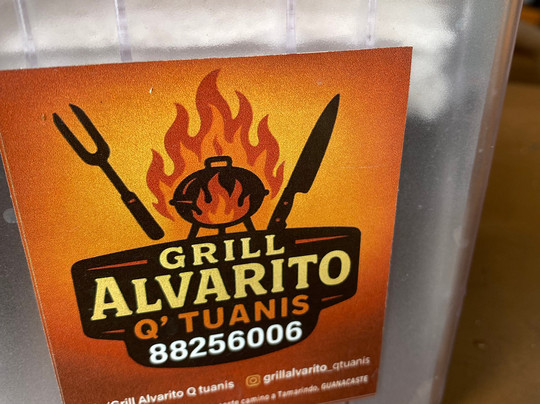 GRILL
ALVARITO
Q' TUANIS
88256006
Grill Alvarito Q tuanis grillalvarito_qtuanis
camino a Tamarindo, GUANACASTE